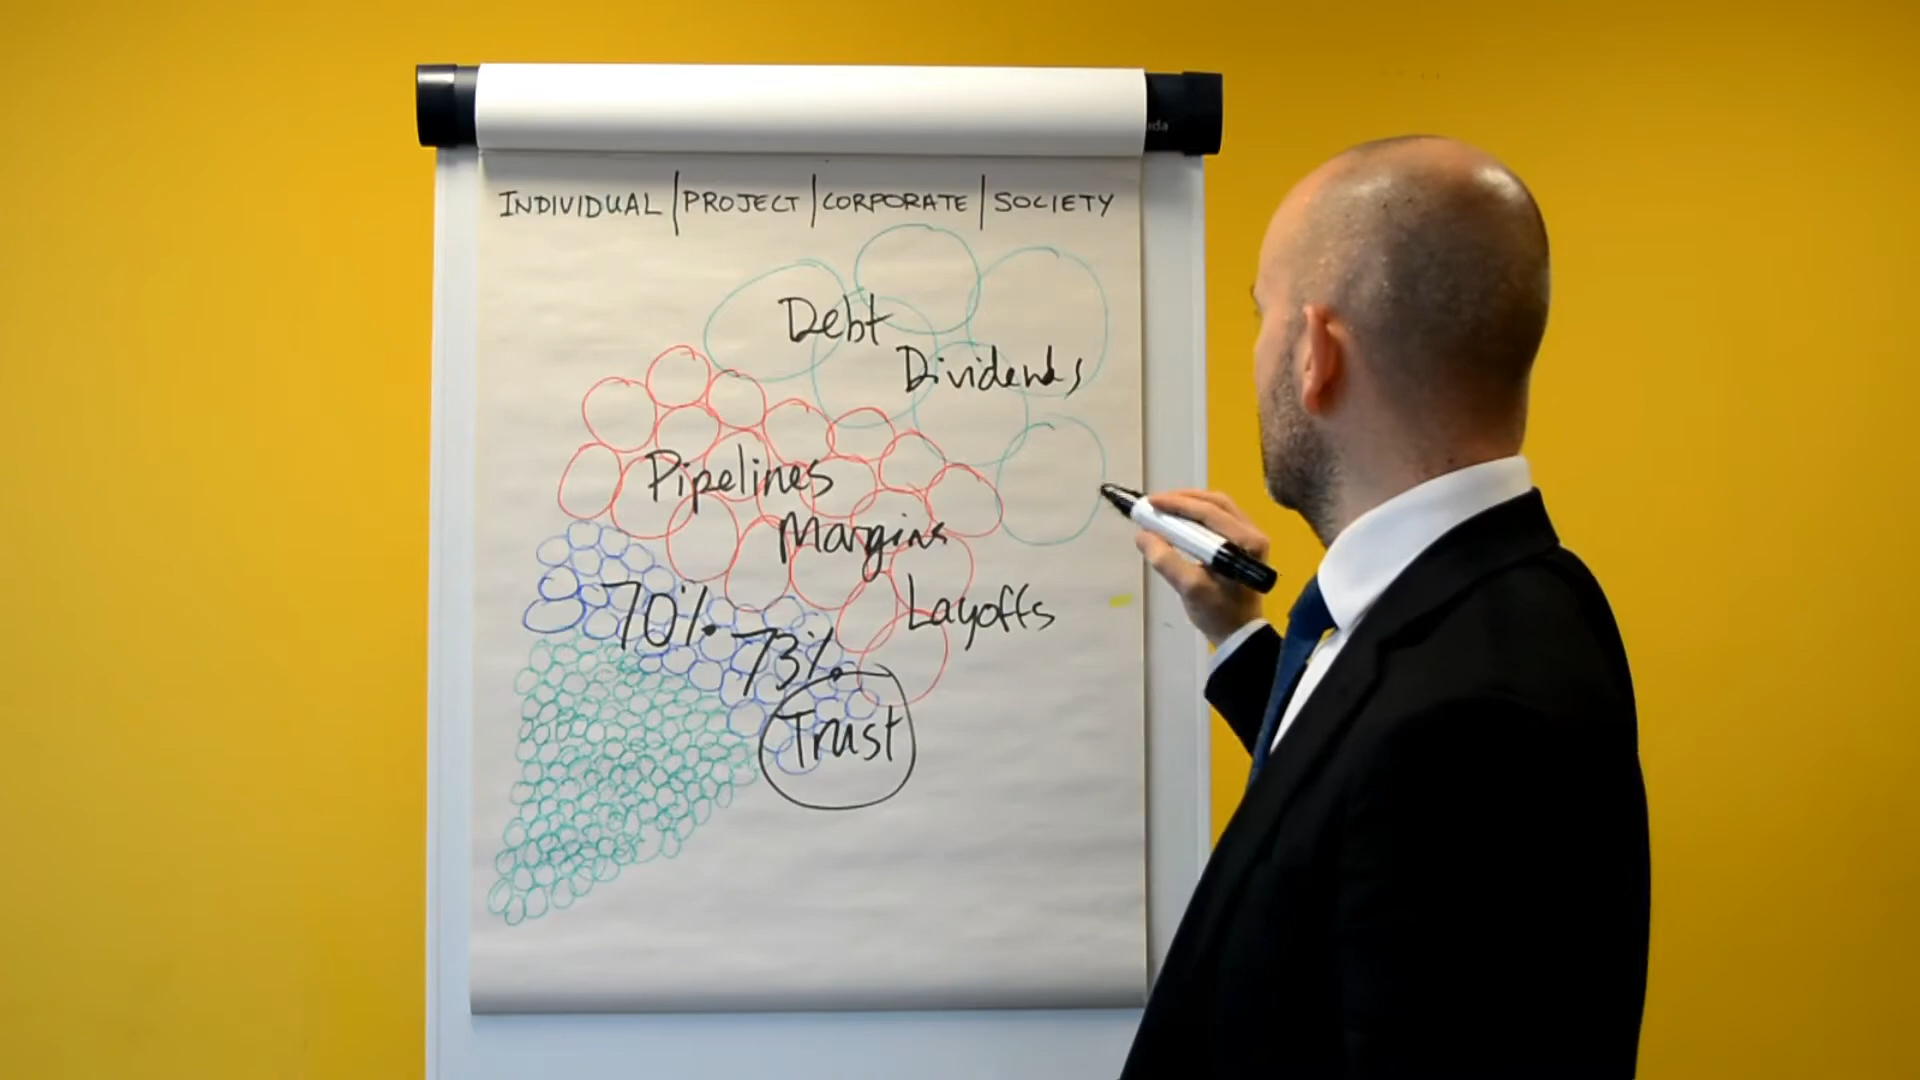 INDIVIDUAL | PROJECT | CORPORATE | SOCIETY
Debt
Dividends
Pipelines
Margins
Layoffs
70%
73%
Trust